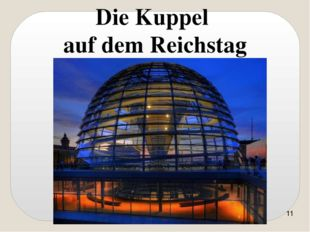 Die Kuppel
auf dem Reichstag
11